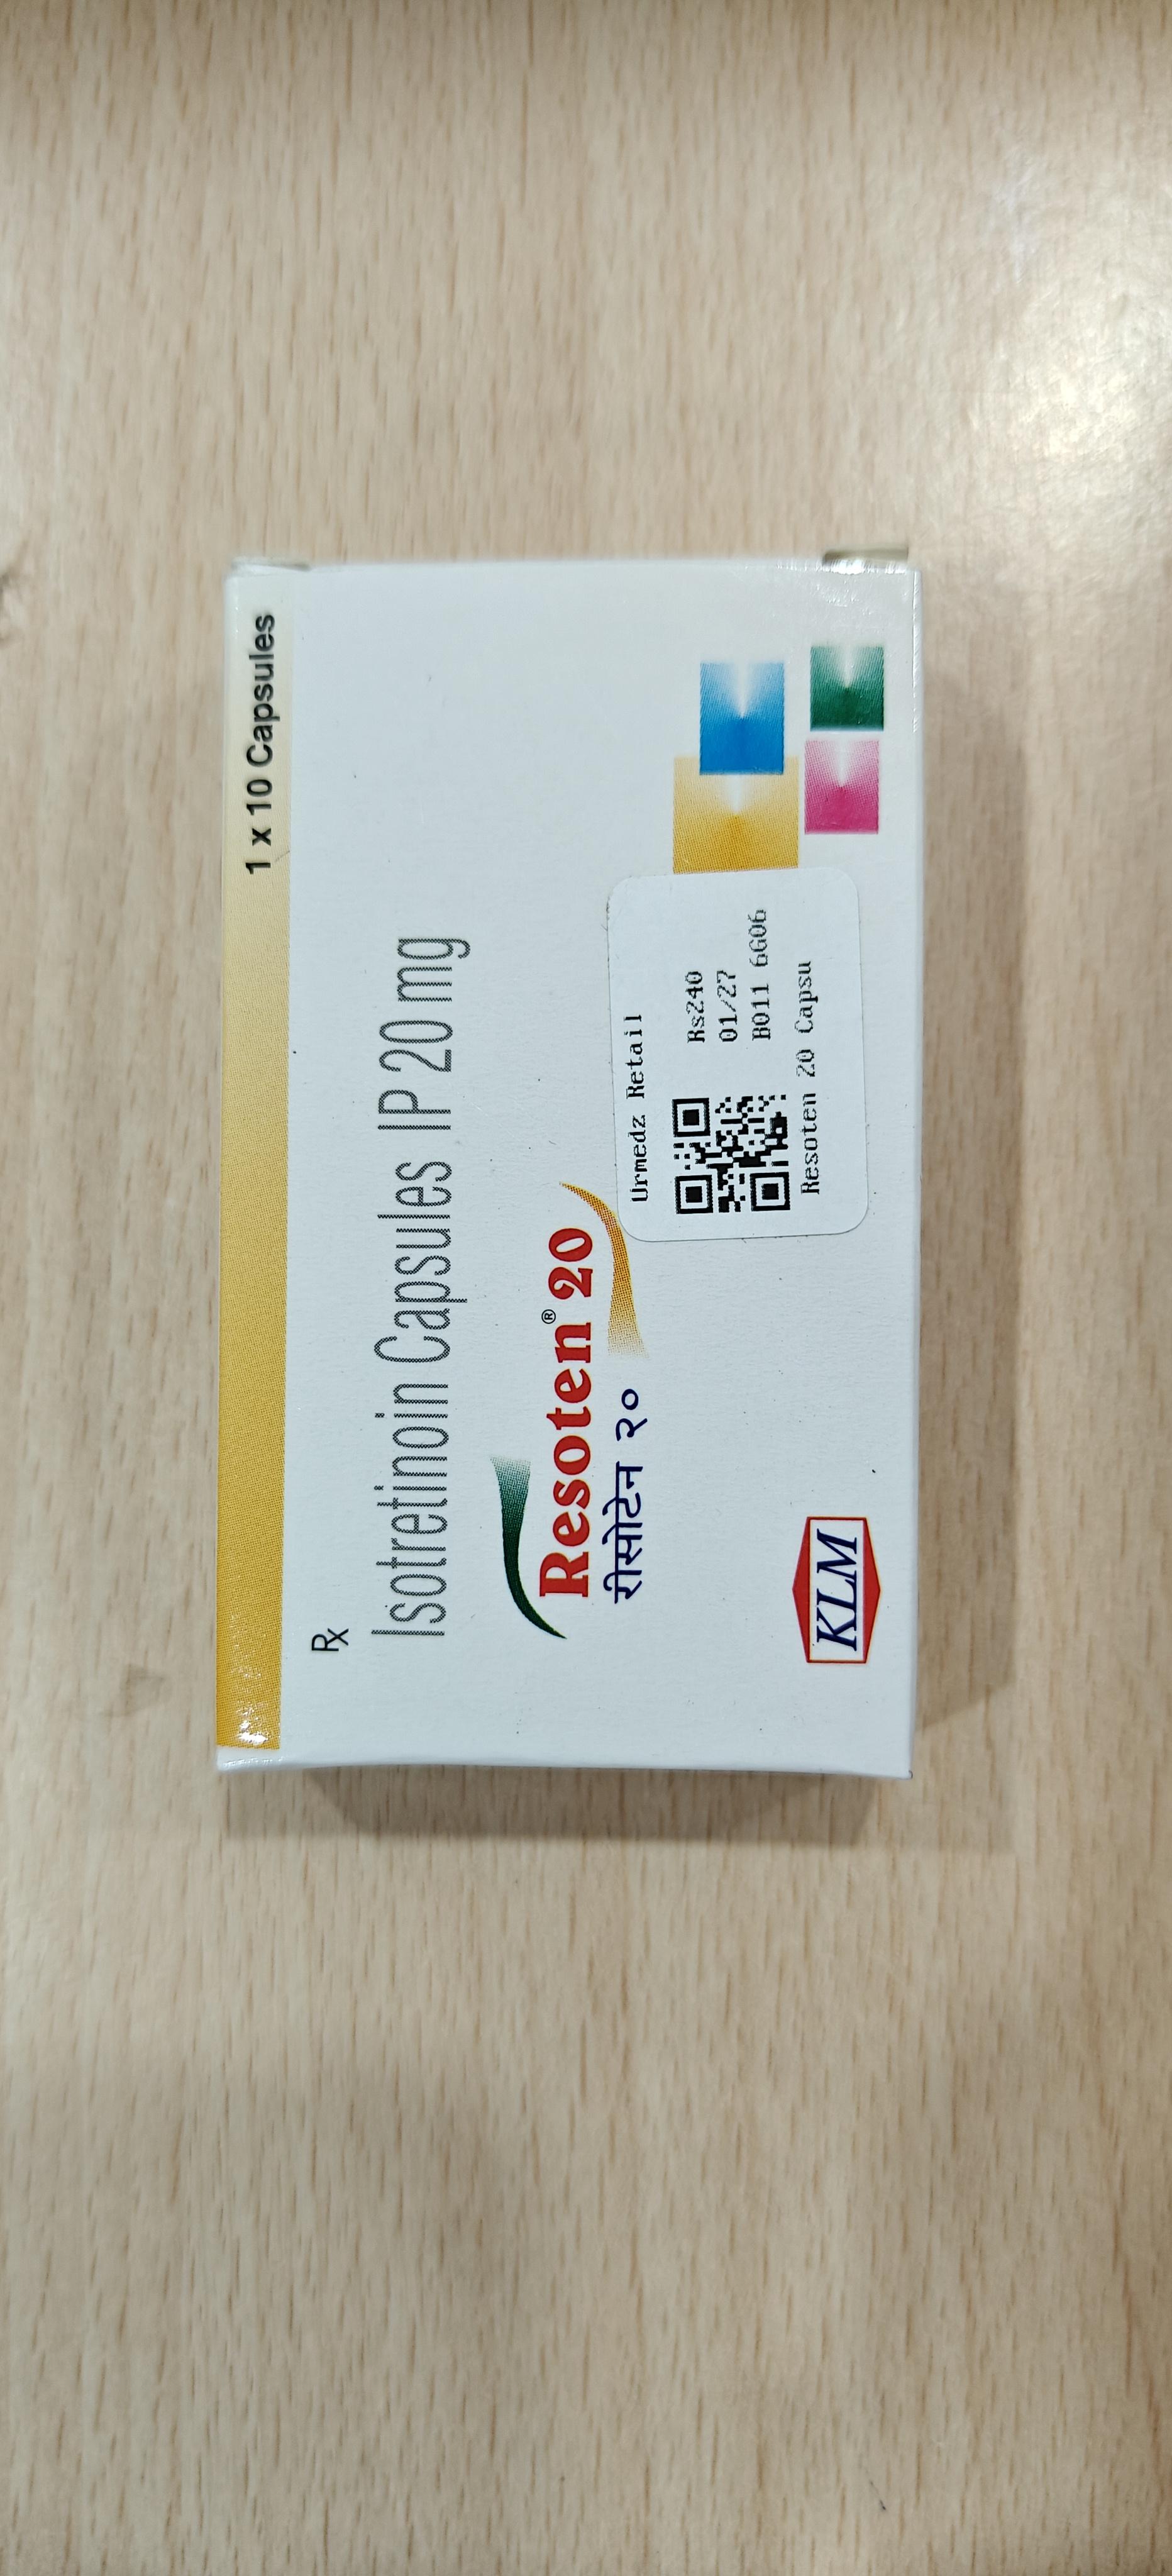 1 x 10 Capsules
Rx
Isotretinoin Capsules IP 20 mg
Resoten® 20
रीसोटेन २०
Urmedz Retail
Rs240
01/27
B011 6G06
Resoten 20 Capsu
KLM